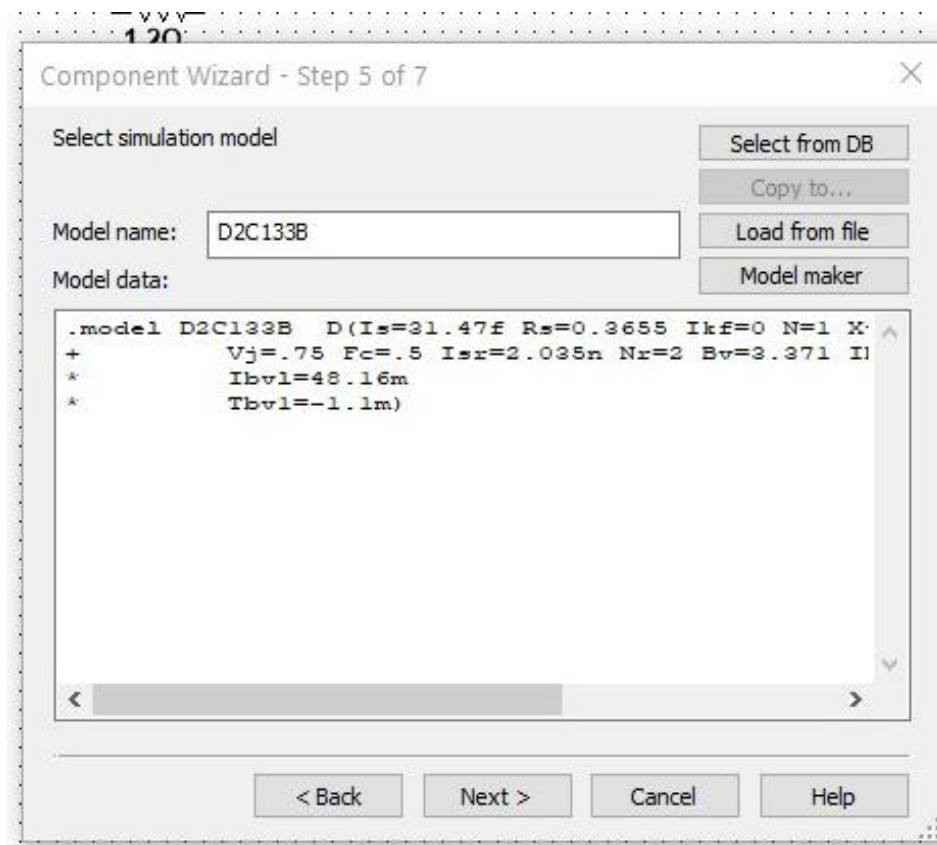 1.2Ω
Component Wizard - Step 5 of 7
Select simulation model
Select from DB
Copy to...
Model name:
D2C133B
Load from file
Model data:
Model maker
.model D2C133B D(Is=31.47f Rs=0.3655 Ikf=0 N=1
+ Vj=.75 Fc=.5 Isr=2.035n Nr=2 Bv=3.371
* Ibvl=48.16m
* Tbv1=-1.1m)
< Back
Next >
Cancel
Help